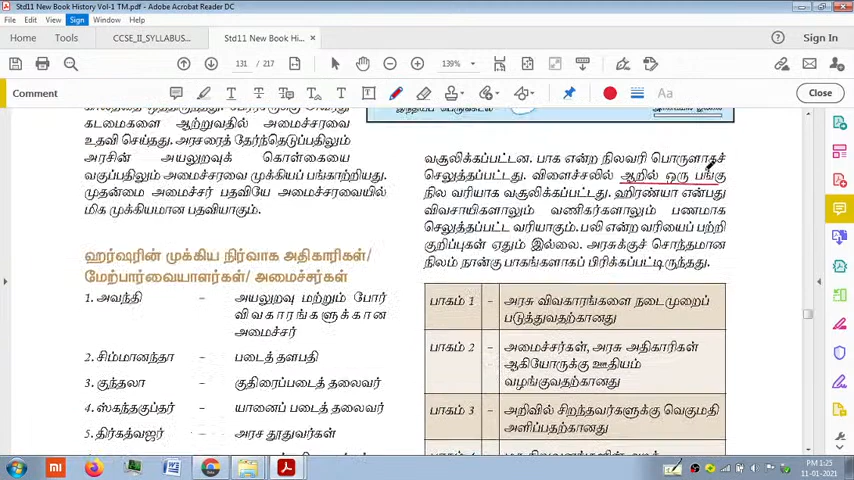 Std11 New Book History Vol-1 TM.pdf - Adobe Acrobat Reader DC
File Edit View Sign Window Help
Home Tools CCSE_II_SYLLABUS... Std11 New Book Hi... × Sign In
131 / 217 139%
Comment Close
கடமைகளை ஆற்றுவதில் அமைச்சரவை
உதவி செய்தது. அரசரைத் தேர்ந்தெடுப்பதிலும்
அரசின் அயலுறவுக் கொள்கையை
வகுப்பதிலும் அமைச்சரவை முக்கியப் பங்காற்றியது.
முதன்மை அமைச்சர் பதவியே அமைச்சரவையில்
மிக முக்கியமான பதவியாகும்.
ஹர்ஷரின் முக்கிய நிர்வாக அதிகாரிகள்/
மேற்பார்வையாளர்கள்/ அமைச்சர்கள்
1. அவந்தி – அயலுறவு மற்றும் போர்
விவகாரங்களுக்கான
அமைச்சர்
2. சிம்மானந்தா – படைத் தளபதி
3. குந்தலா – குதிரைப்படைத் தலைவர்
4. ஸ்கந்தகுப்தர் – யானைப் படைத் தலைவர்
5. திர்கத்வஜர் – அரச தூதுவர்கள்
வசூலிக்கப்பட்டன. பாக என்ற நிலவரி பொருளாகச்
செலுத்தப்பட்டது. விளைச்சலில் ஆறில் ஒரு பங்கு
நில வரியாக வசூலிக்கப்பட்டது. ஹிரண்யா என்பது
விவசாயிகளாலும் வணிகர்களாலும் பணமாக
செலுத்தப்பட்ட வரியாகும். பலி என்ற வரியைப் பற்றி
குறிப்புகள் ஏதும் இல்லை. அரசுக்குச் சொந்தமான
நிலம் நான்கு பாகங்களாகப் பிரிக்கப்பட்டிருந்தது.
பாகம் 1 – அரசு விவகாரங்களை நடைமுறைப்
படுத்துவதற்கானது
பாகம் 2 – அமைச்சர்கள், அரசு அதிகாரிகள்
ஆகியோருக்கு ஊதியம்
வழங்குவதற்கானது
பாகம் 3 – அறிவில் சிறந்தவர்களுக்கு வெகுமதி
அளிப்பதற்கானது
PM 1:25
11-01-2021